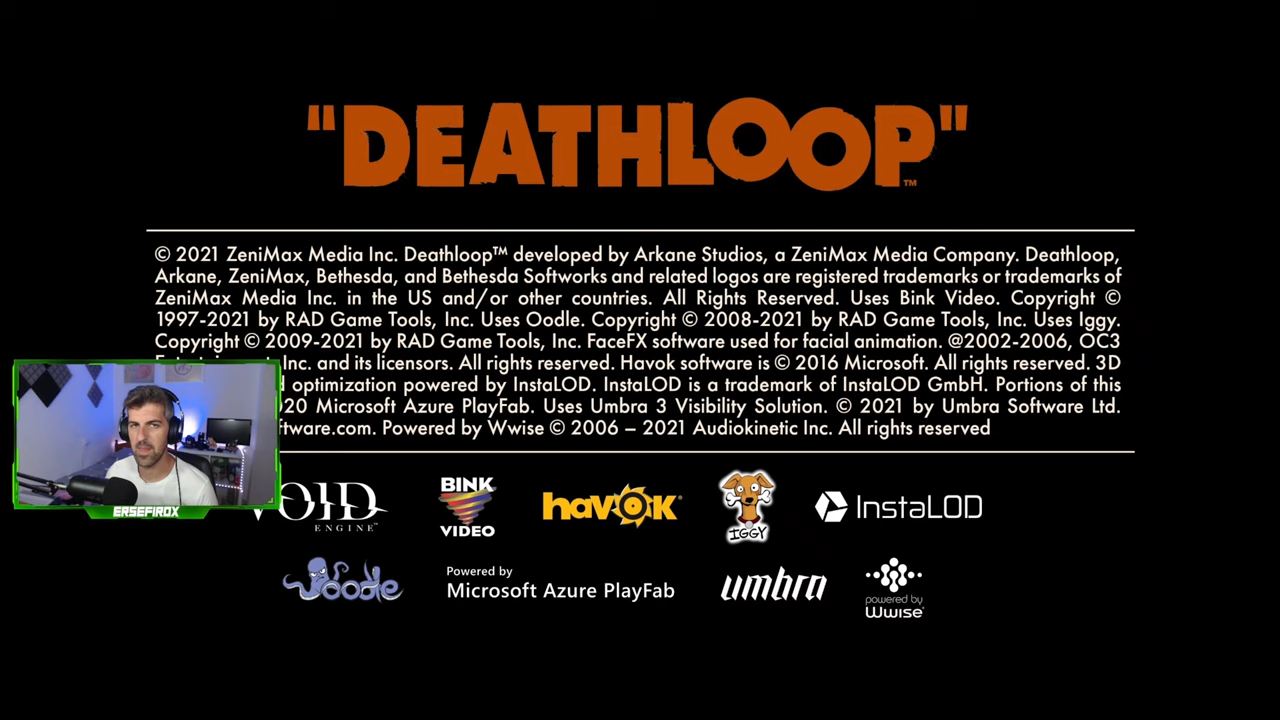 "DEATHLOOP"
TM
© 2021 ZeniMax Media Inc. Deathloop™ developed by Arkane Studios, a ZeniMax Media Company. Deathloop,
Arkane, ZeniMax, Bethesda, and Bethesda Softworks and related logos are registered trademarks or trademarks of
ZeniMax Media Inc. in the US and/or other countries. All Rights Reserved. Uses Bink Video. Copyright ©
1997-2021 by RAD Game Tools, Inc. Uses Oodle. Copyright © 2008-2021 by RAD Game Tools, Inc. Uses Iggy.
Copyright © 2009-2021 by RAD Game Tools, Inc. FaceFX software used for facial animation. @2002-2006, OC3
Inc. and its licensors. All rights reserved. Havok software is © 2016 Microsoft. All rights reserved. 3D
optimization powered by InstaLOD. InstaLOD is a trademark of InstaLOD GmbH. Portions of this
20 Microsoft Azure PlayFab. Uses Umbra 3 Visibility Solution. © 2021 by Umbra Software Ltd.
ftware.com. Powered by Wwise © 2006 – 2021 Audiokinetic Inc. All rights reserved
ERSEFIROX
VOID
ENGINE™
BINK
VIDEO
havok®
IGGY
InstaLOD
oodle
Powered by
Microsoft Azure PlayFab
umbra
powered by
Wwise